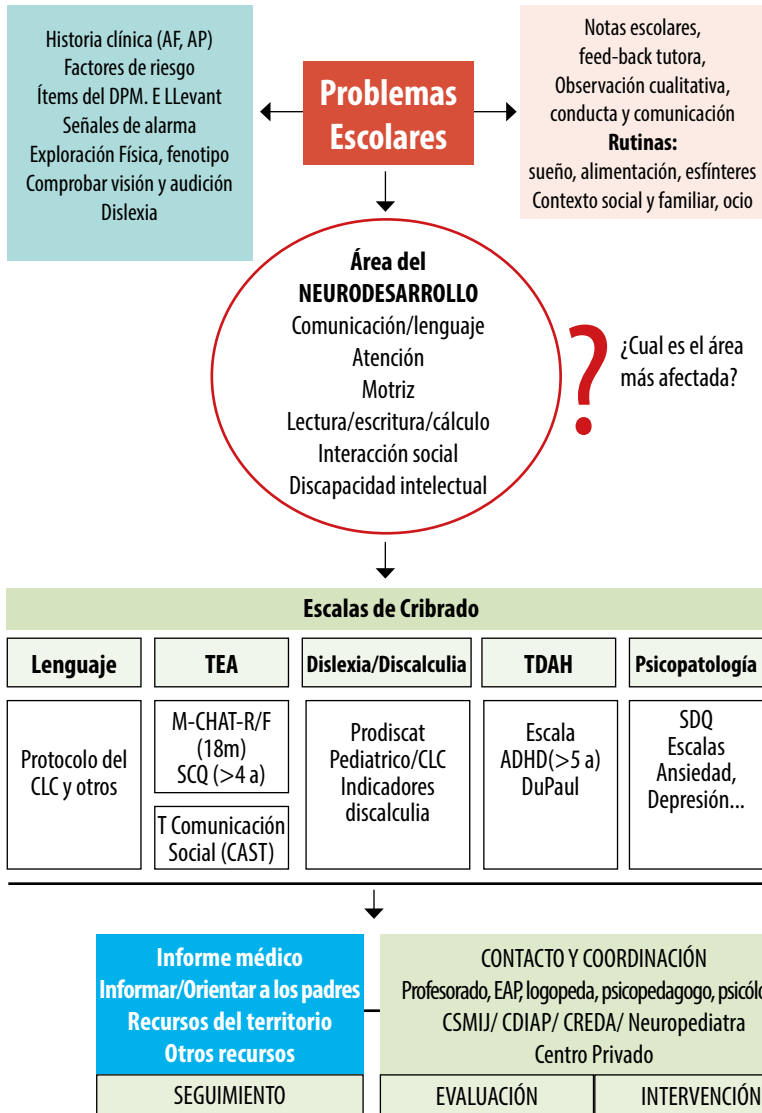 Historia clínica (AF, AP)
Factores de riesgo
Ítems del DPM. E LLevant
Señales de alarma
Exploración Física, fenotipo
Comprobar visión y audición
Dislexia
Problemas
Escolares
Notas escolares,
feed-back tutora,
Observación cualitativa,
conducta y comunicación
Rutinas:
sueño, alimentación, esfínteres
Contexto social y familiar, ocio
Área del
NEURODESARROLLO
Comunicación/lenguaje
Atención
Motriz
Lectura/escritura/cálculo
Interacción social
Discapacidad intelectual
?
¿Cual es el área
más afectada?
Escalas de Cribado
Lenguaje
Protocolo del
CLC y otros
TEA
M-CHAT-R/F
(18m)
SCQ (>4 a)
T Comunicación
Social (CAST)
Dislexia/Discalculia
Prodiscat
Pediatrico/CLC
Indicadores
discalculia
TDAH
Escala
ADHD(>5 a)
DuPaul
Psicopatología
SDQ
Escalas
Ansiedad,
Depresión...
Informe médico
Informar/Orientar a los padres
Recursos del territorio
Otros recursos
SEGUIMIENTO
CONTACTO Y COORDINACIÓN
Profesorado, EAP, logopeda, psicopedagogo,
CSMIJ/ CDIAP/ CREDA/ Neuropediatra
Centro Privado
EVALUACIÓN
INTERVENCIÓN